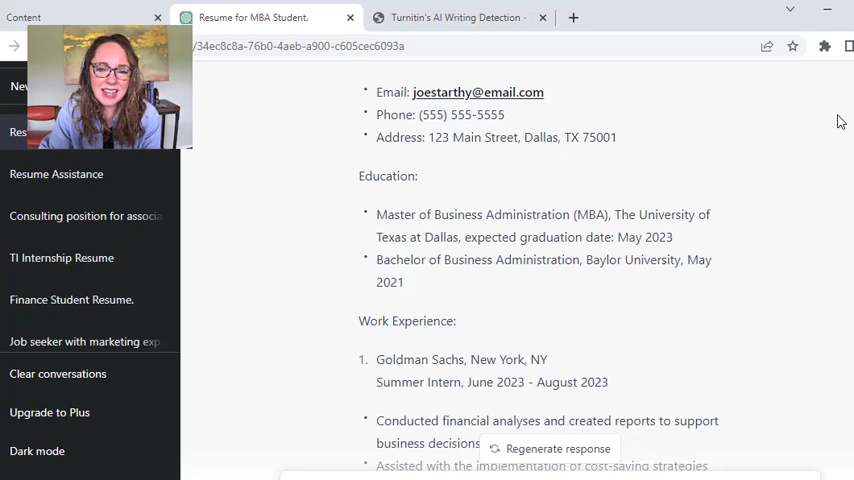 Content
Resume for MBA Student.
Turnitin's AI Writing Detection -
/34ec8c8a-76b0-4aeb-a900-c605cec6093a
Nev
Res
Resume Assistance
Consulting position for associa
TI Internship Resume
Finance Student Resume.
Job seeker with marketing exp
Clear conversations
Upgrade to Plus
Dark mode
• Email: joestarthy@email.com
• Phone: (555) 555-5555
• Address: 123 Main Street, Dallas, TX 75001
Education:
• Master of Business Administration (MBA), The University of
Texas at Dallas, expected graduation date: May 2023
• Bachelor of Business Administration, Baylor University, May
2021
Work Experience:
1. Goldman Sachs, New York, NY
Summer Intern, June 2023 - August 2023
• Conducted financial analyses and created reports to support
business decisions
• Assisted with the implementation of cost-saving strategies
Regenerate response